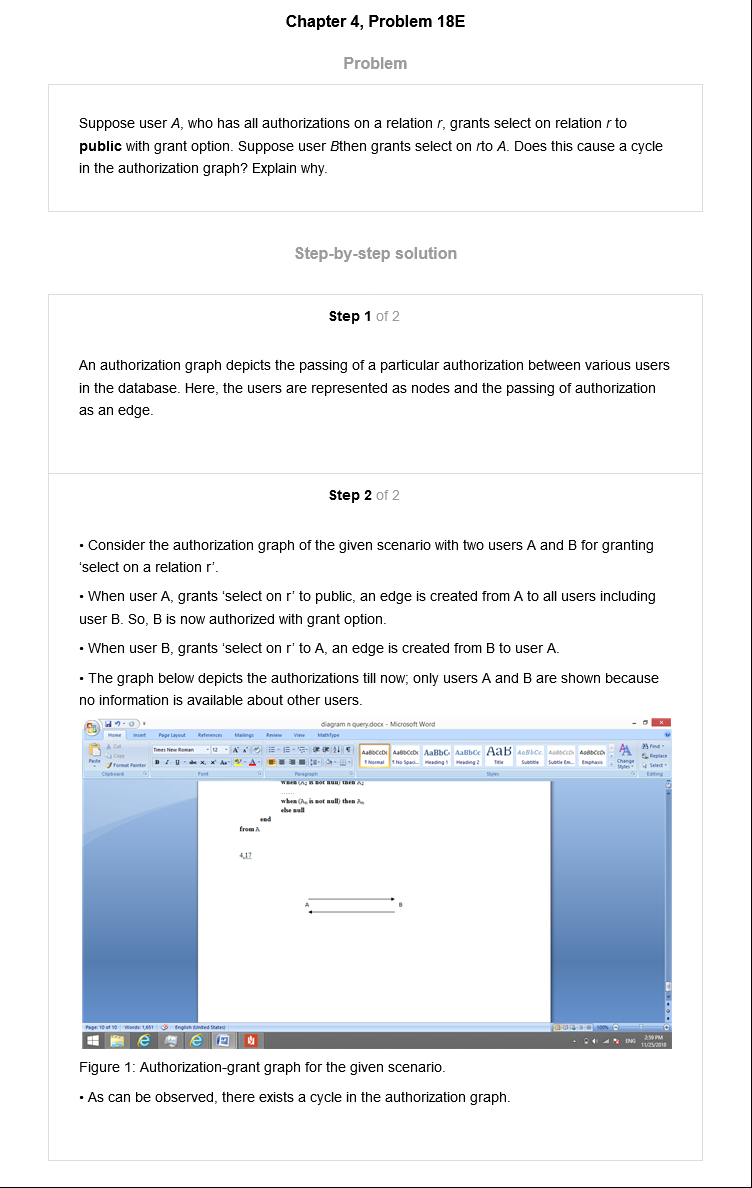 Chapter 4, Problem 18E
Problem
Suppose user A, who has all authorizations on a relation r, grants select on relation r to
public with grant option. Suppose user Bthen grants select on rto A. Does this cause a cycle
in the authorization graph? Explain why.
Step-by-step solution
Step 1 of 2
An authorization graph depicts the passing of a particular authorization between various users
in the database. Here, the users are represented as nodes and the passing of authorization
as an edge.
Step 2 of 2
• Consider the authorization graph of the given scenario with two users A and B for granting
‘select on a relation r’.
• When user A, grants ‘select on r’ to public, an edge is created from A to all users including
user B. So, B is now authorized with grant option.
• When user B, grants ‘select on r’ to A, an edge is created from B to user A.
• The graph below depicts the authorizations till now; only users A and B are shown because
no information is available about other users.
diagram n query.docx - Microsoft Word
Home Insert Page Layout References Mailings Review View MathType
Paste Cut Copy Format Painter
Times New Roman 12
AaBbCcDc AaBbCcDc AaBbC AaBbCc AaB AaBbCc AaBbCcDc AaBbCcDc
¶ Normal ¶ No Spaci... Heading 1 Heading 2 Title Subtitle Subtle Em... Emphasis
Change Styles
Find
Replace
Select
Clipboard Font Paragraph Styles Editing
when (A2 is not null) then A2
......
when (An is not null) then An
else null
end
from A
4.17
A B
Page: 10 of 10 Words: 1,651 English (United States) 100%
ENG 2:59 PM
11/25/2018
Figure 1: Authorization-grant graph for the given scenario.
• As can be observed, there exists a cycle in the authorization graph.